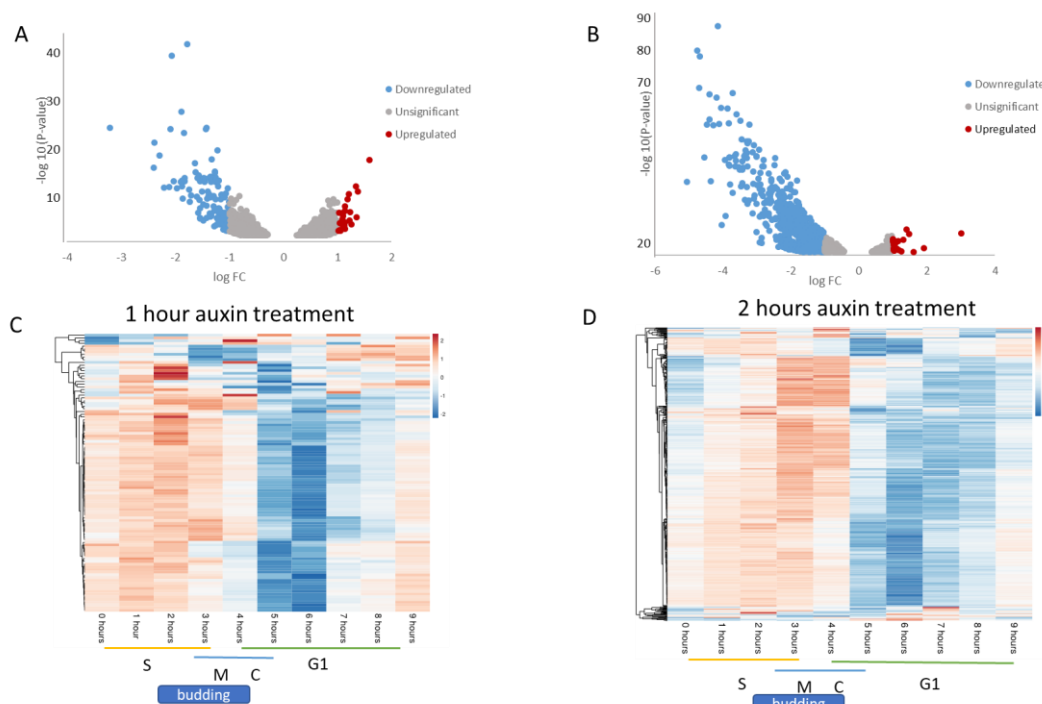 A
40
30
20
10
-log 10 (P-value)
-4
-3
-2
-1
0
1
2
log FC
Downregulated
Unsignificant
Upregulated
B
90
80
70
20
-log 10(P-value)
-6
-4
-2
0
2
4
log FC
Downregulate
Unsignificant
Upregulated
C
1 hour auxin treatment
2
1
0
-1
-2
0 hours
1 hour
2 hours
3 hours
4 hours
5 hours
6 hours
7 hours
8 hours
9 hours
S
M
C
G1
budding
D
2 hours auxin treatment
0 hours
1 hours
2 hours
3 hours
4 hours
5 hours
6 hours
7 hours
8 hours
9 hours
S
M
C
G1
budding